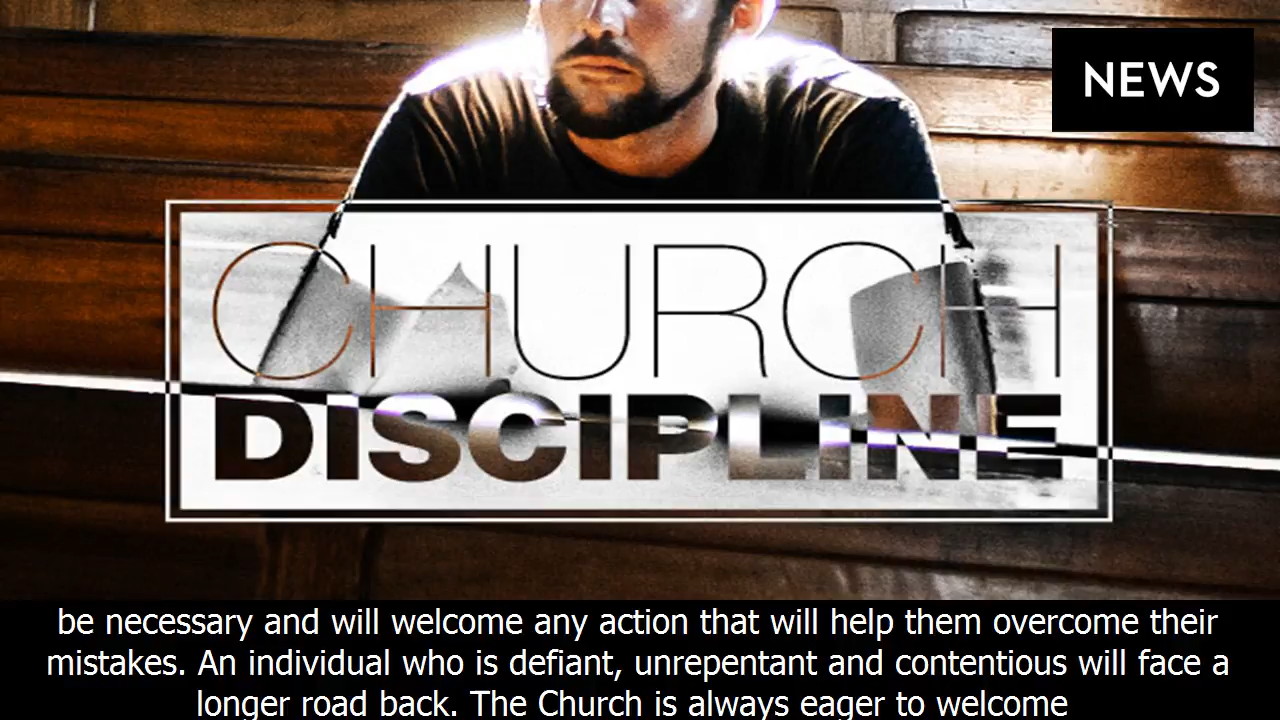 NEWS
CHURCH
DISCIPLINE
be necessary and will welcome any action that will help them overcome their
mistakes. An individual who is defiant, unrepentant and contentious will face a
longer road back. The Church is always eager to welcome